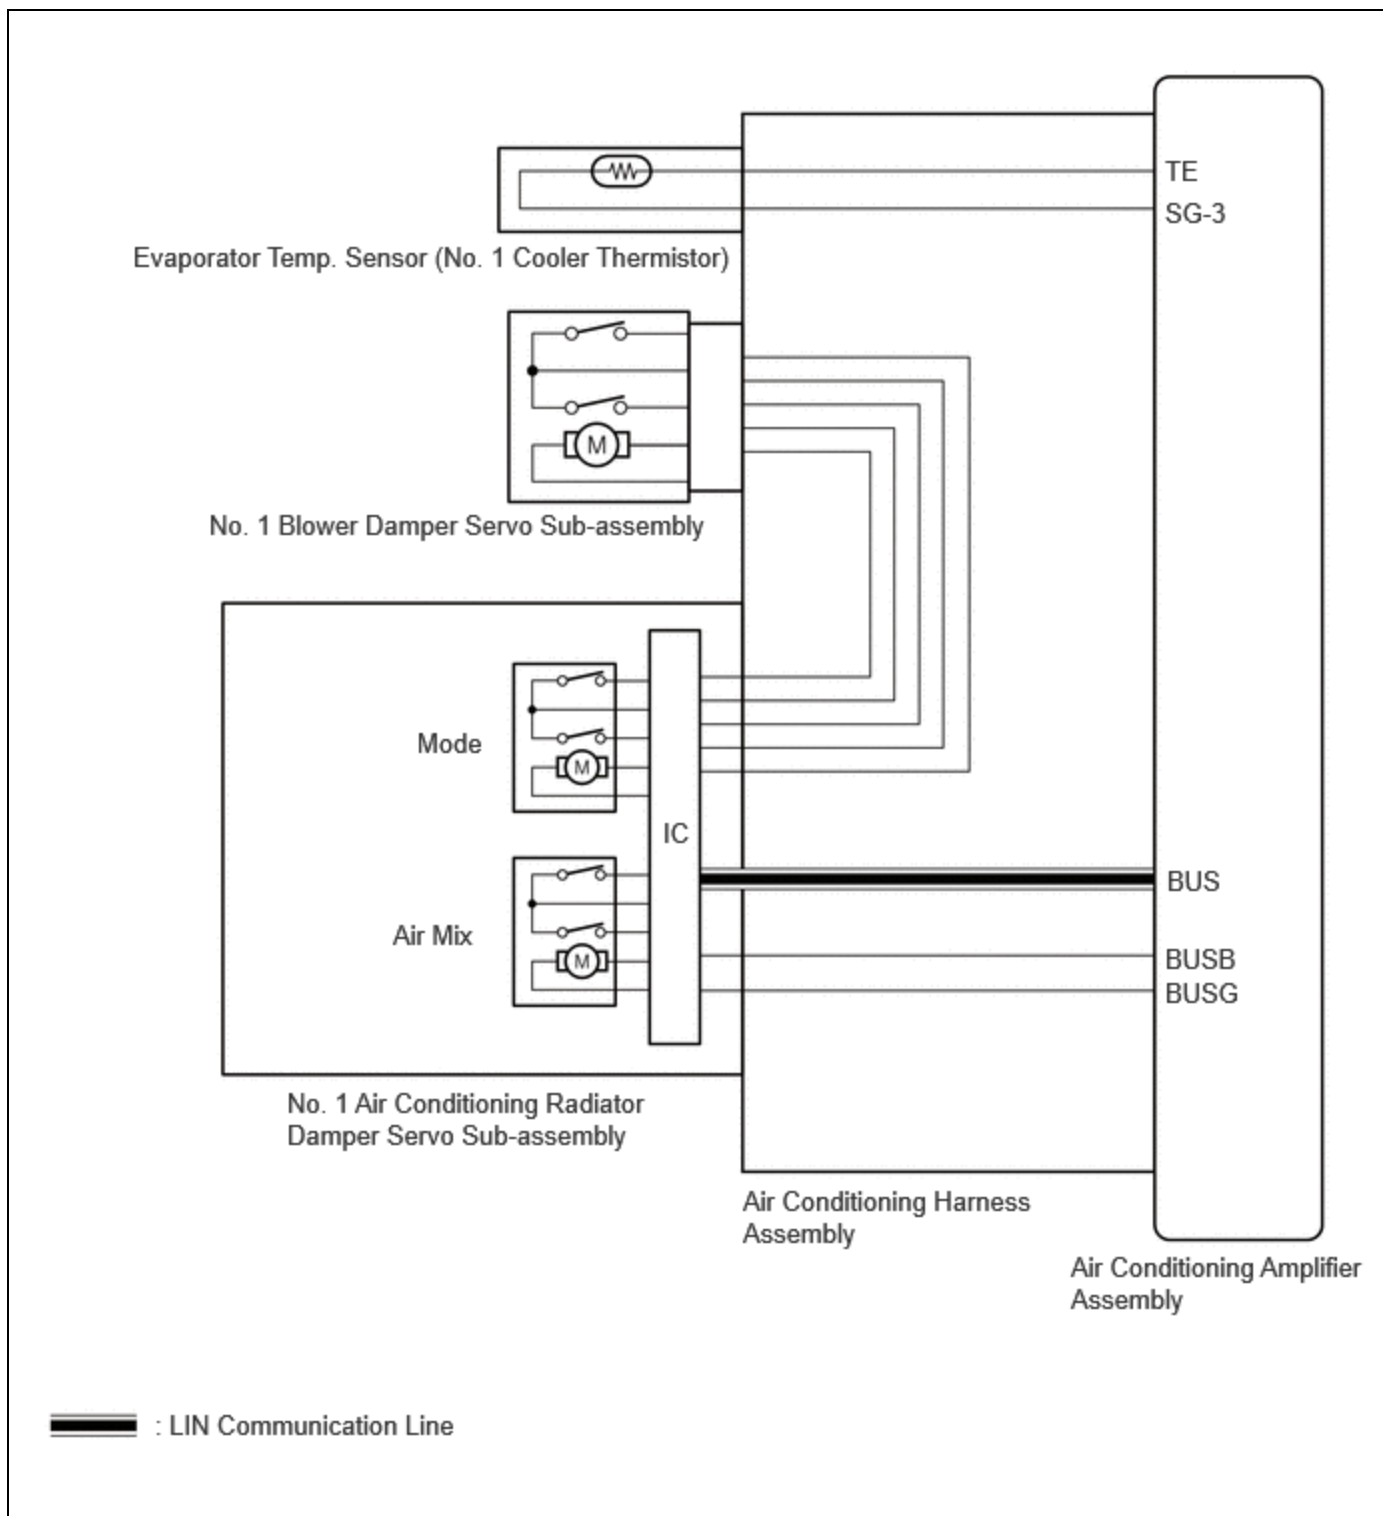 TE
SG-3
Evaporator Temp. Sensor (No. 1 Cooler Thermistor)
M
No. 1 Blower Damper Servo Sub-assembly
Mode
M
IC
BUS
Air Mix
M
BUSB
BUSG
No. 1 Air Conditioning Radiator
Damper Servo Sub-assembly
Air Conditioning Harness
Assembly
Air Conditioning Amplifier
Assembly
: LIN Communication Line